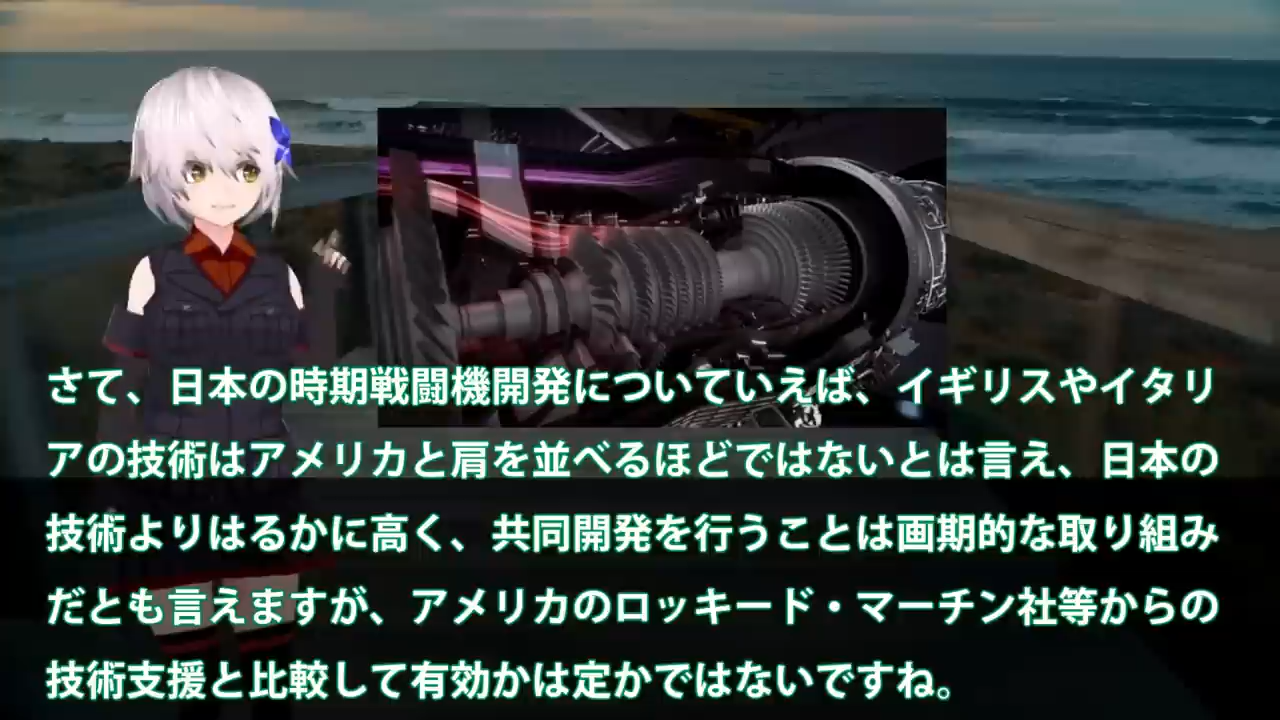 さて、日本の時期戦闘機開発についていえば、イギリスやイタリ
アの技術はアメリカと肩を並べるほどではないとは言え、日本の
技術よりはるかに高く、共同開発を行うことは画期的な取り組み
だとも言えますが、アメリカのロッキード・マーチン社等からの
技術支援と比較して有効かは定かではないですね。